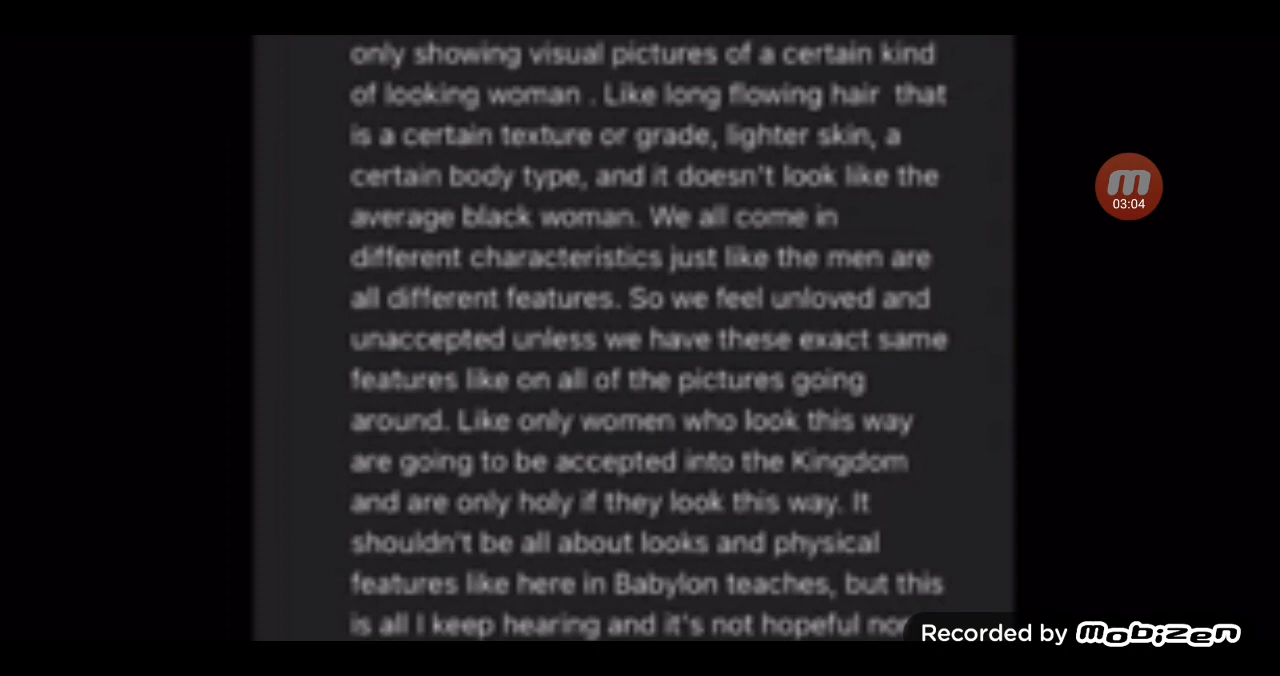 only showing visual pictures of a certain kind
of looking woman . Like long flowing hair  that
is a certain texture or grade, lighter skin, a
certain body type, and it doesn't look like the
average black woman. We all come in
different characteristics just like the men are
all different features. So we feel unloved and
unaccepted unless we have these exact same
features like on all of the pictures going
around. Like only women who look this way
are going to be accepted into the Kingdom
and are only holy if they look this way. It
shouldn't be all about looks and physical
features like here in Babylon teaches, but this
is all I keep hearing and it's not hopeful
03:04
Recorded by mobizen